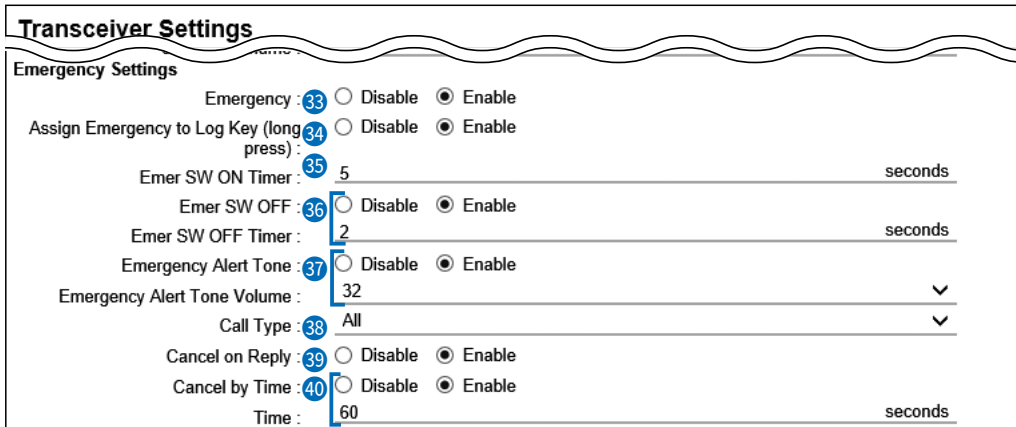 Transceiver Settings
Emergency Settings
Emergency : 33 Disable Enable
Assign Emergency to Log Key (long 34 Disable Enable
press) :
Emer SW ON Timer : 35 5 seconds
Emer SW OFF : 36 Disable Enable
Emer SW OFF Timer : 2 seconds
Emergency Alert Tone : 37 Disable Enable
Emergency Alert Tone Volume : 32
Call Type : 38 All
Cancel on Reply : 39 Disable Enable
Cancel by Time : 40 Disable Enable
Time : 60 seconds